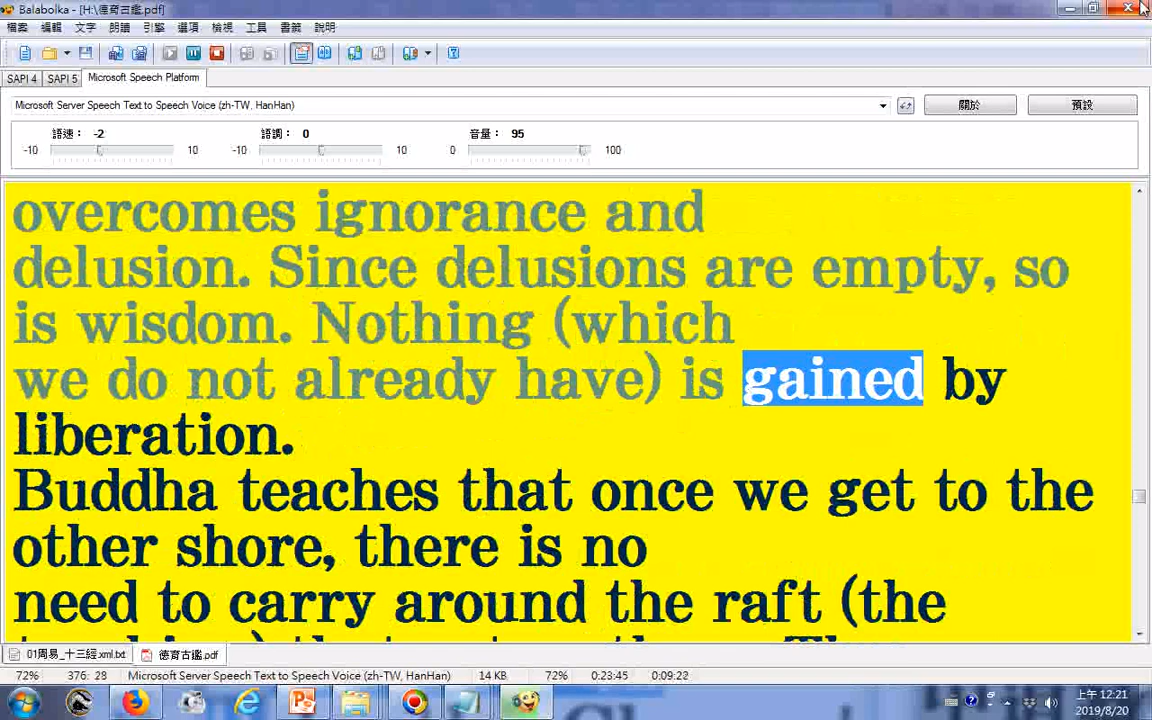 Balabolka - [H:\德育古鑑.pdf]
檔案 編輯 文字 朗讀 引擎 選項 檢視 工具 書籤 說明
SAPI 4 SAPI 5 Microsoft Speech Platform
Microsoft Server Speech Text to Speech Voice (zh-TW, HanHan) 關於 預設
語速： -2 語調： 0 音量： 95
-10 10 -10 10 0 100
overcomes ignorance and
delusion. Since delusions are empty, so
is wisdom. Nothing (which
we do not already have) is gained by
liberation.
Buddha teaches that once we get to the
other shore, there is no
need to carry around the raft (the
01周易_十三經.xml.txt 德育古鑑.pdf
72% 376: 28 Microsoft Server Speech Text to Speech Voice (zh-TW, HanHan) 72% 14 KB 0:23:45 0:09:22
上午 12:21
2019/8/20